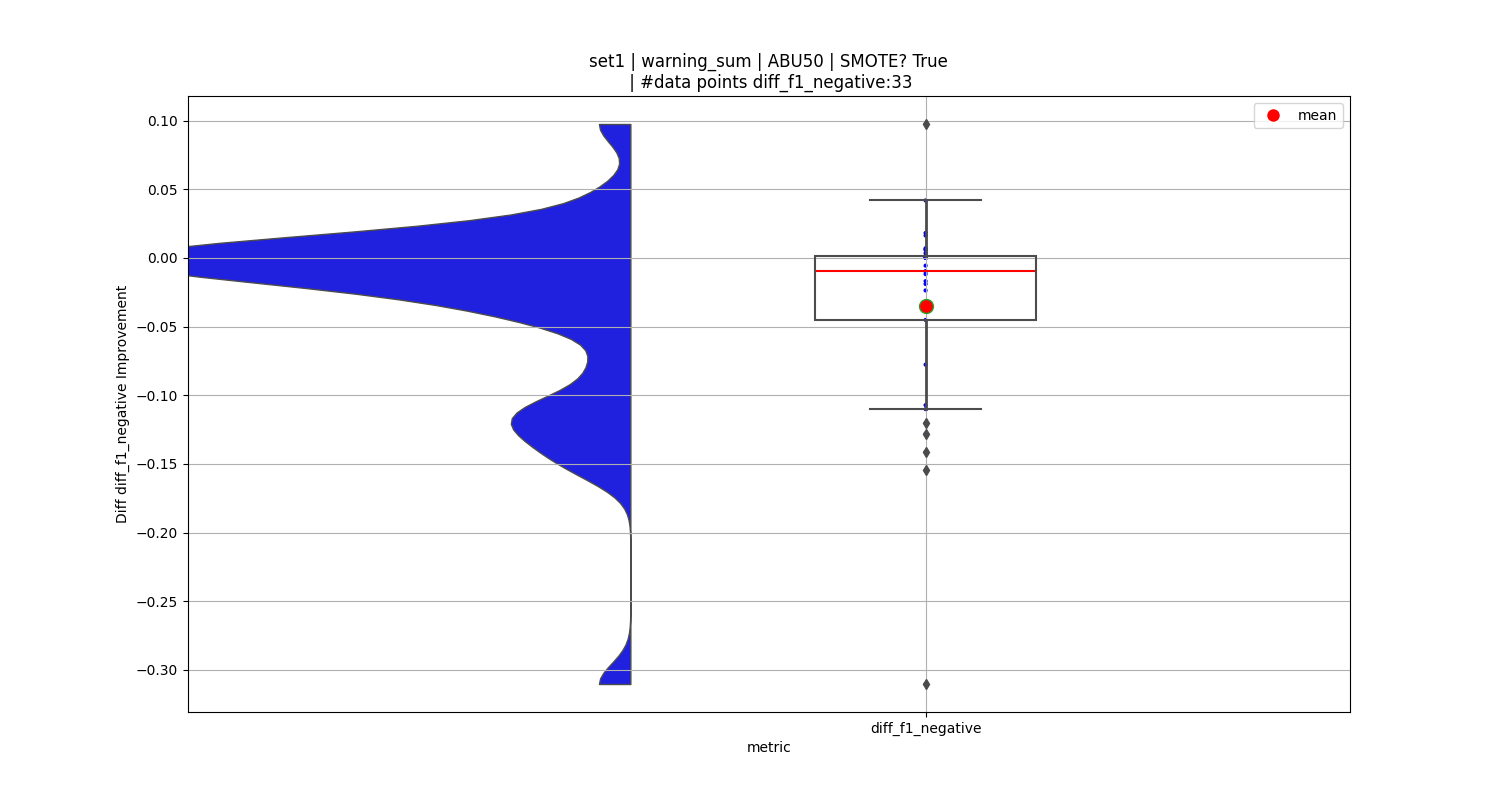 set1 | warning_sum | ABU50 | SMOTE? True
| #data points diff_f1_negative:33
mean
0.10
0.05
0.00
−0.05
−0.10
−0.15
−0.20
−0.25
−0.30
Diff diff_f1_negative Improvement
diff_f1_negative
metric